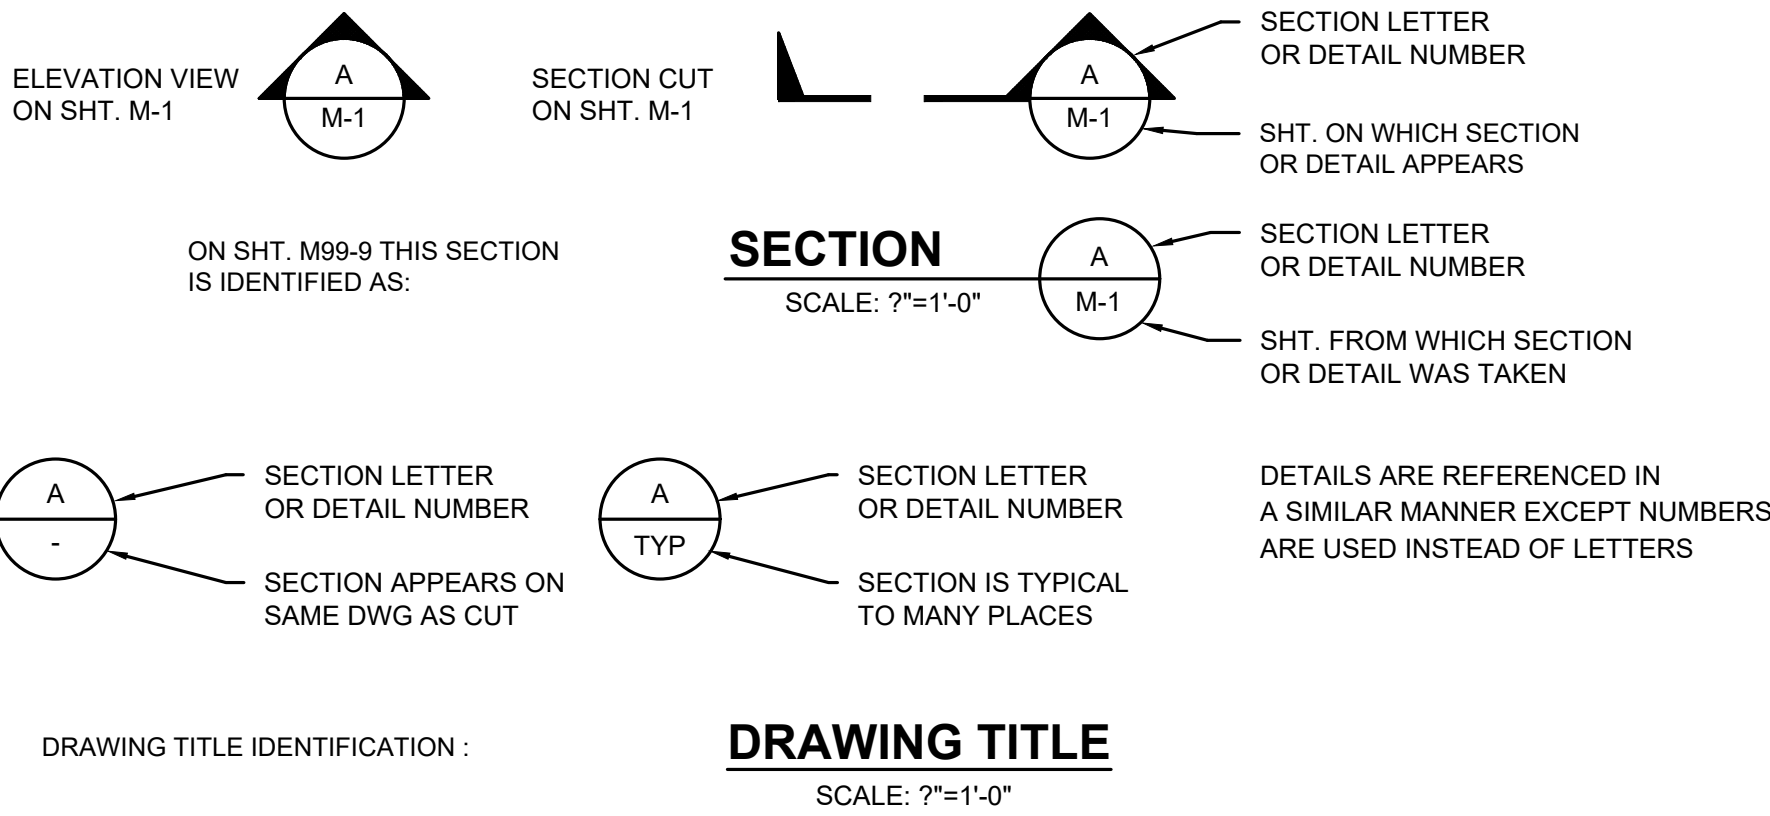 ELEVATION VIEW
ON SHT. M-1
A
M-1
SECTION CUT
ON SHT. M-1
A
M-1
SECTION LETTER
OR DETAIL NUMBER
SHT. ON WHICH SECTION
OR DETAIL APPEARS
ON SHT. M99-9 THIS SECTION
IS IDENTIFIED AS:
SECTION
SCALE: ?"=1'-0"
A
M-1
SECTION LETTER
OR DETAIL NUMBER
SHT. FROM WHICH SECTION
OR DETAIL WAS TAKEN
A
-
SECTION LETTER
OR DETAIL NUMBER
SECTION APPEARS ON
SAME DWG AS CUT
A
TYP
SECTION LETTER
OR DETAIL NUMBER
SECTION IS TYPICAL
TO MANY PLACES
DETAILS ARE REFERENCED IN
A SIMILAR MANNER EXCEPT NUMBERS
ARE USED INSTEAD OF LETTERS
DRAWING TITLE IDENTIFICATION :
DRAWING TITLE
SCALE: ?"=1'-0"